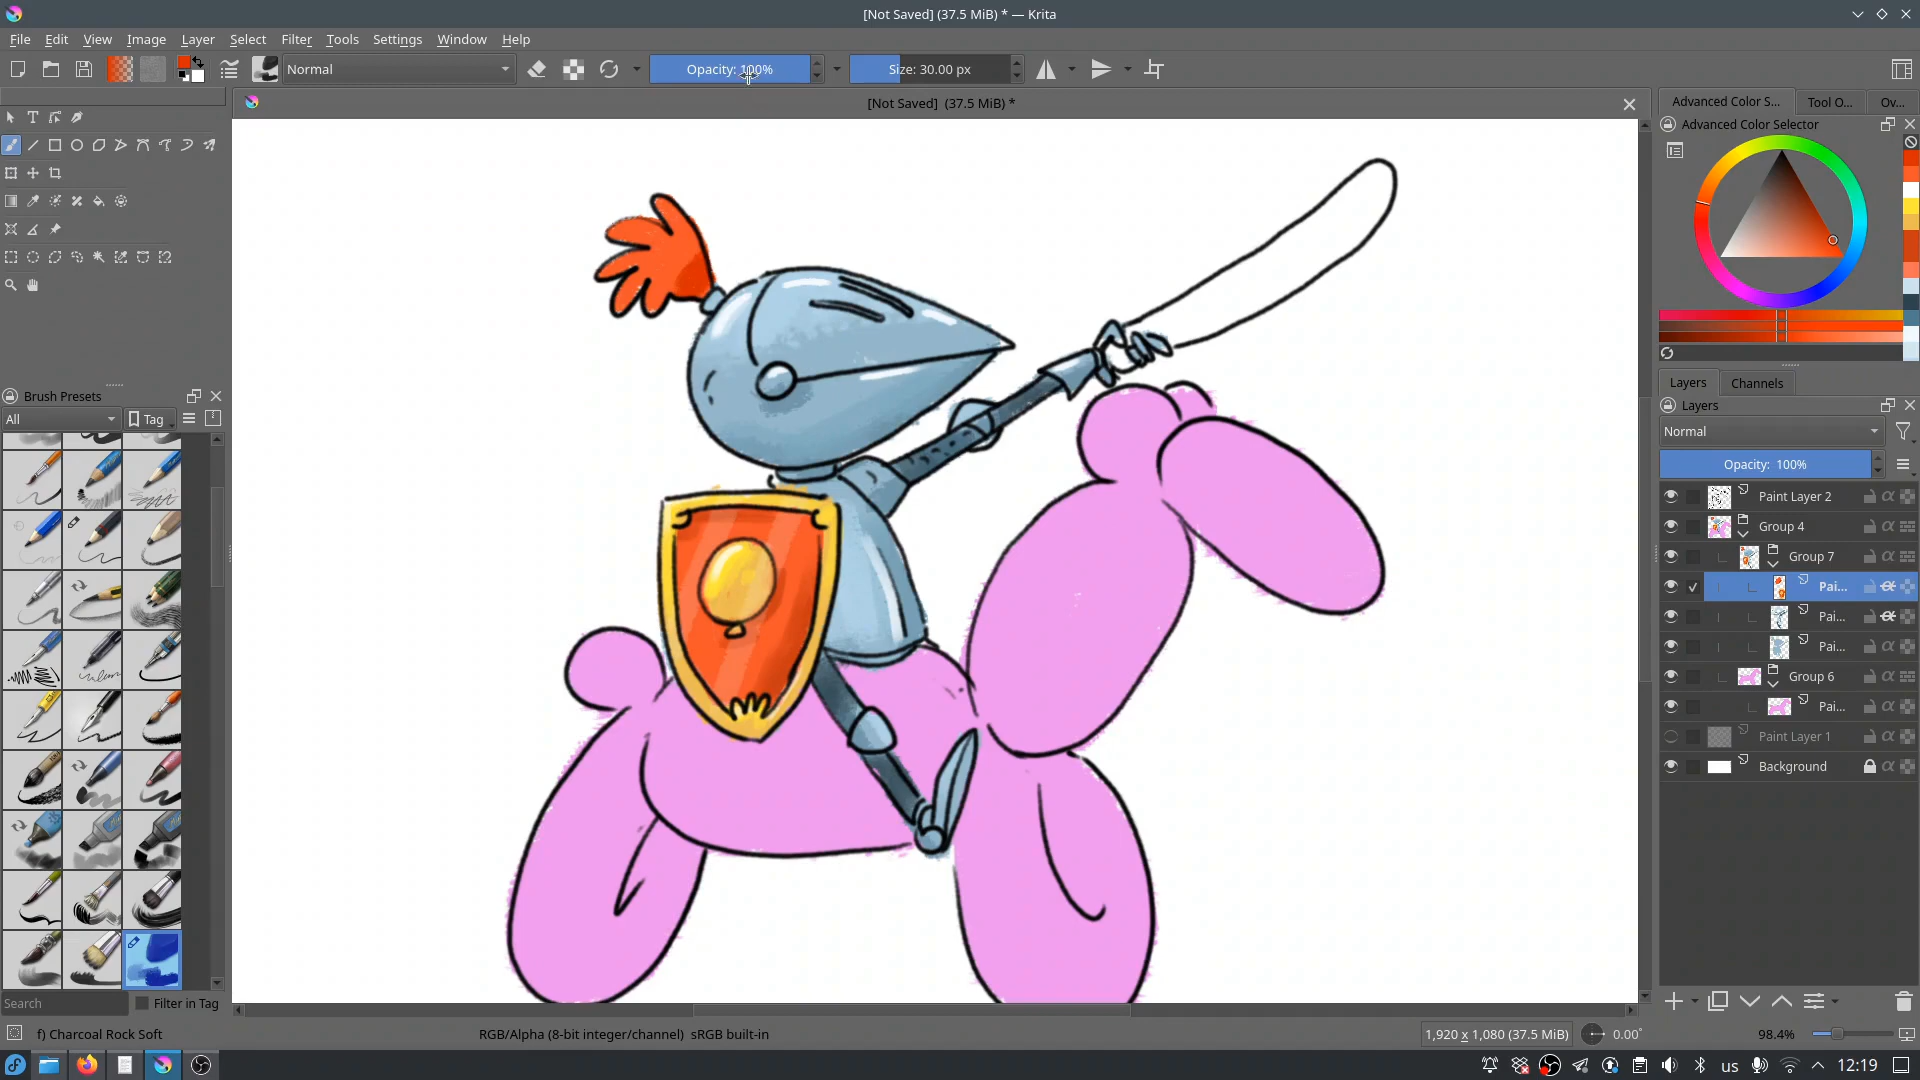 [Not Saved] (37.5 MiB) * — Krita
File Edit View Image Layer Select Filter Tools Settings Window Help
Normal
Opacity: 100%
Size: 30.00 px
[Not Saved] (37.5 MiB) *
Advanced Color S... Tool O... Ov...
Advanced Color Selector
Brush Presets
All
Tag
Layers Channels
Layers
Normal
Opacity: 100%
Paint Layer 2
Group 4
Group 7
Pai...
Pai...
Pai...
Group 6
Pai...
Paint Layer 1
Background
Search
Filter in Tag
f) Charcoal Rock Soft
RGB/Alpha (8-bit integer/channel) sRGB built-in
1,920 x 1,080 (37.5 MiB)
0.00°
98.4%
us
12:19